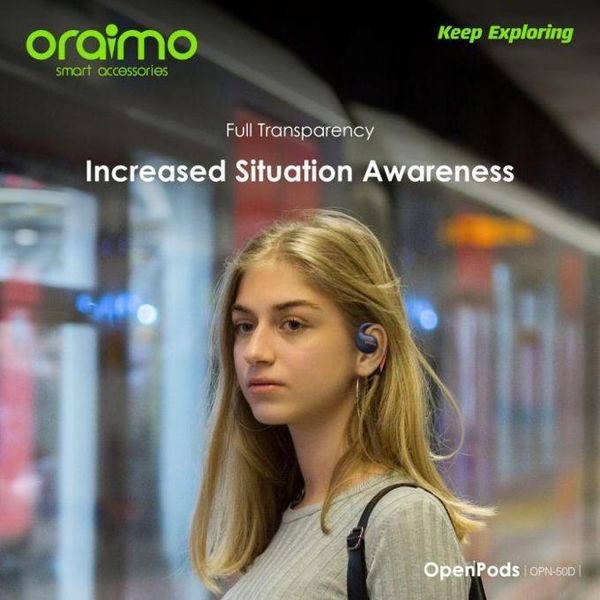 oraimo
smart accessories
Keep Exploring
Full Transparency
Increased Situation Awareness
OpenPods | OPN-50D |